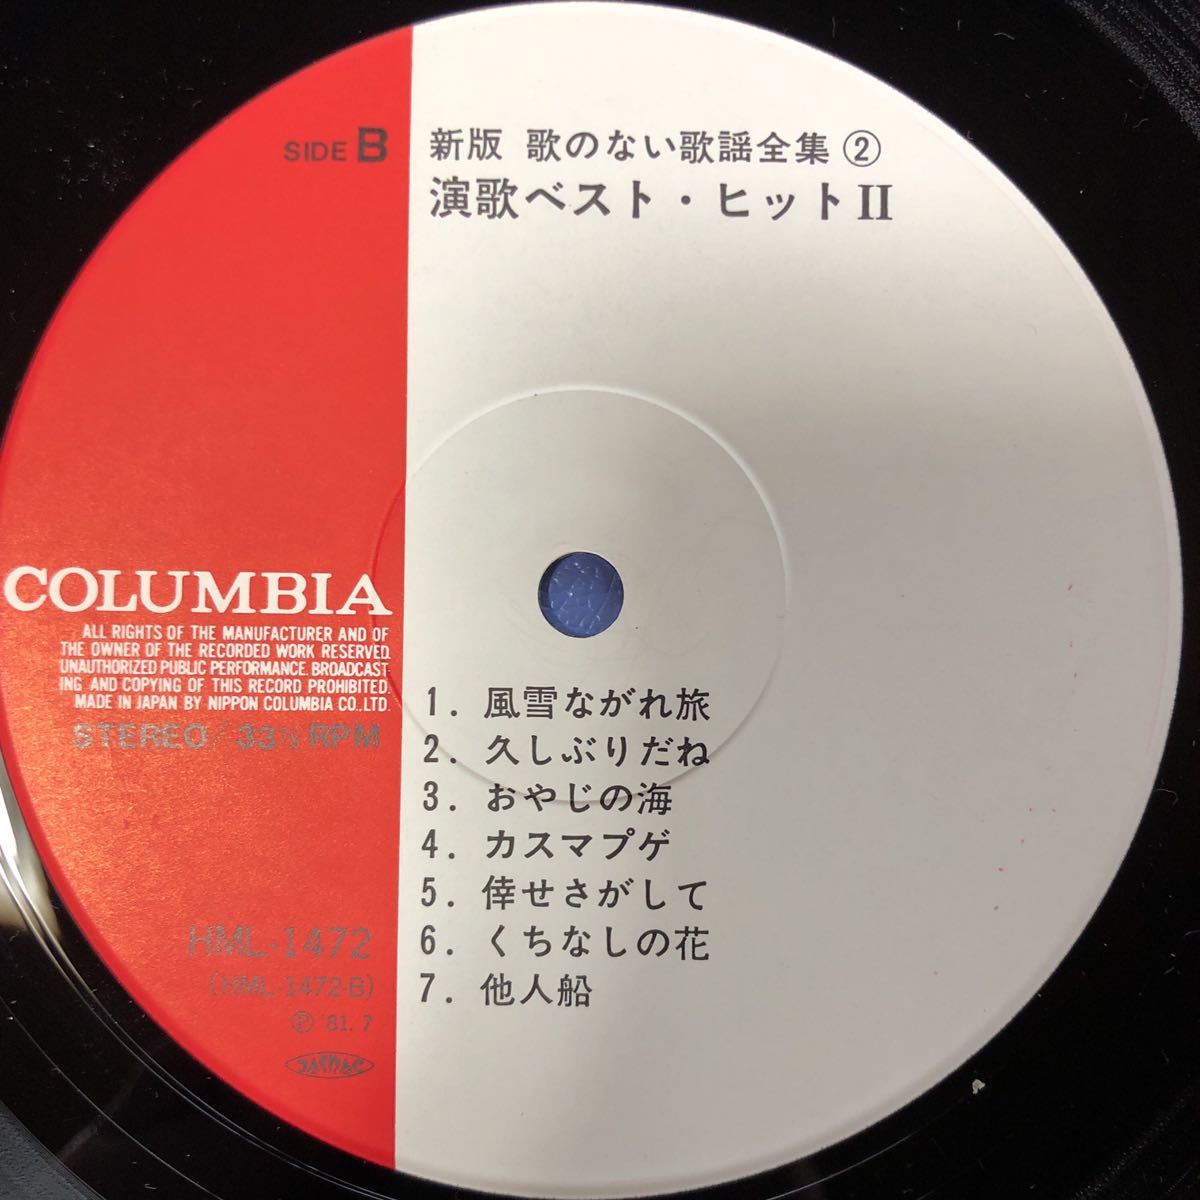 SIDE B
新版 歌のない歌謡全集 ②
演歌ベスト・ヒットII
COLUMBIA
ALL RIGHTS OF THE MANUFACTURER AND OF
THE OWNER OF THE RECORDED WORK RESERVED.
UNAUTHORIZED PUBLIC PERFORMANCE. BROADCAST-
ING AND COPYING OF THIS RECORD PROHIBITED.
MADE IN JAPAN BY NIPPON COLUMBIA CO., LTD.
STEREO/33⅓RPM
1. 風雪ながれ旅
2. 久しぶりだね
3. おやじの海
4. カスマプゲ
5. 倖せさがして
6. くちなしの花
7. 他人船
HML-1472
(HML-1472-B)
Ⓟ '81. 7
JASRAC